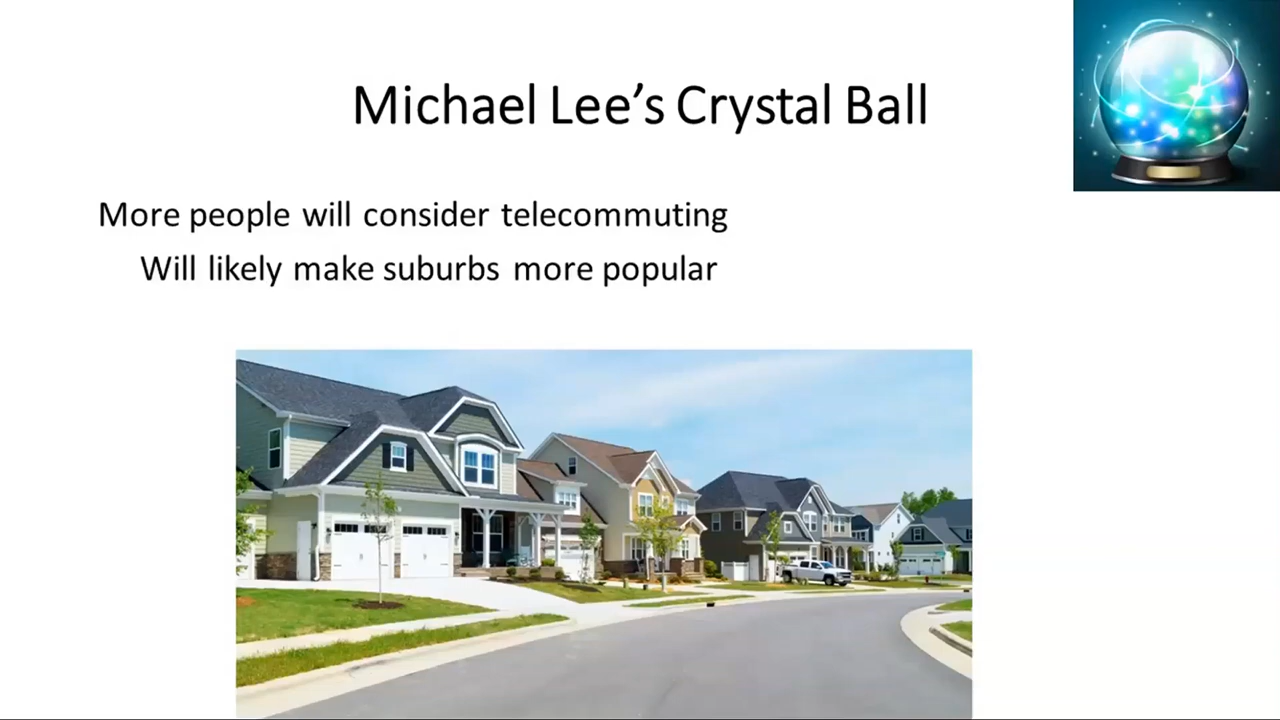 Michael Lee’s Crystal Ball
More people will consider telecommuting
Will likely make suburbs more popular